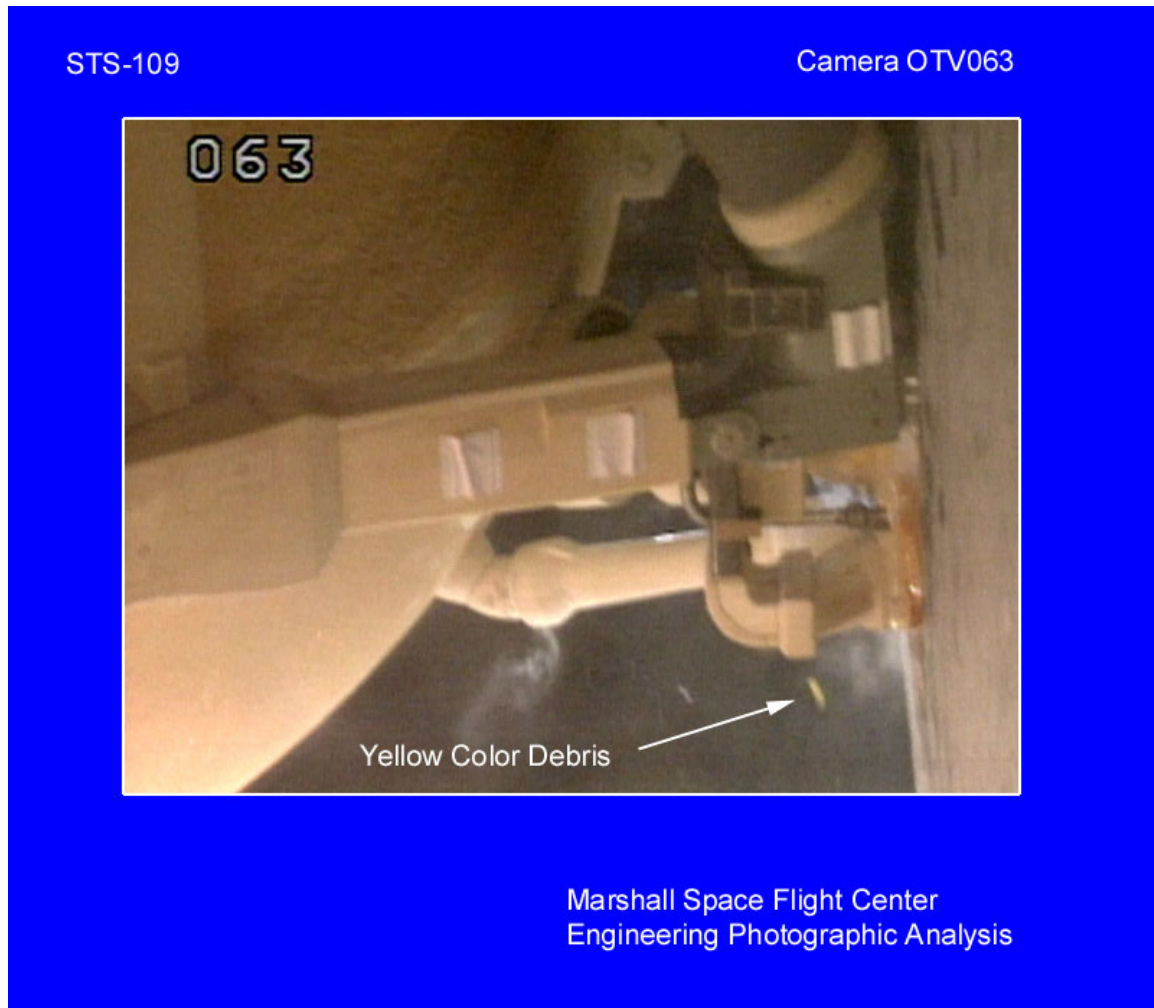 STS-109
Camera OTV063
063
Yellow Color Debris
Marshall Space Flight Center
Engineering Photographic Analysis